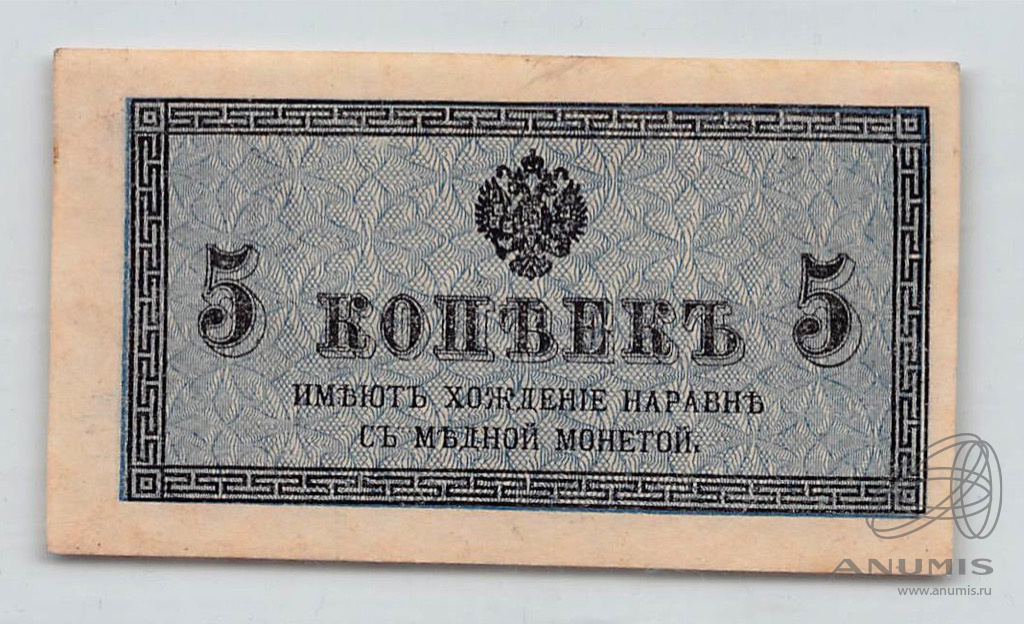 5 КОПѢЕКЪ 5
ИМѢЮТЪ ХОЖДЕНІЕ НАРАВНѢ
СЪ МѢДНОЙ МОНЕТОЙ.
ANUMIS
www.anumis.ru